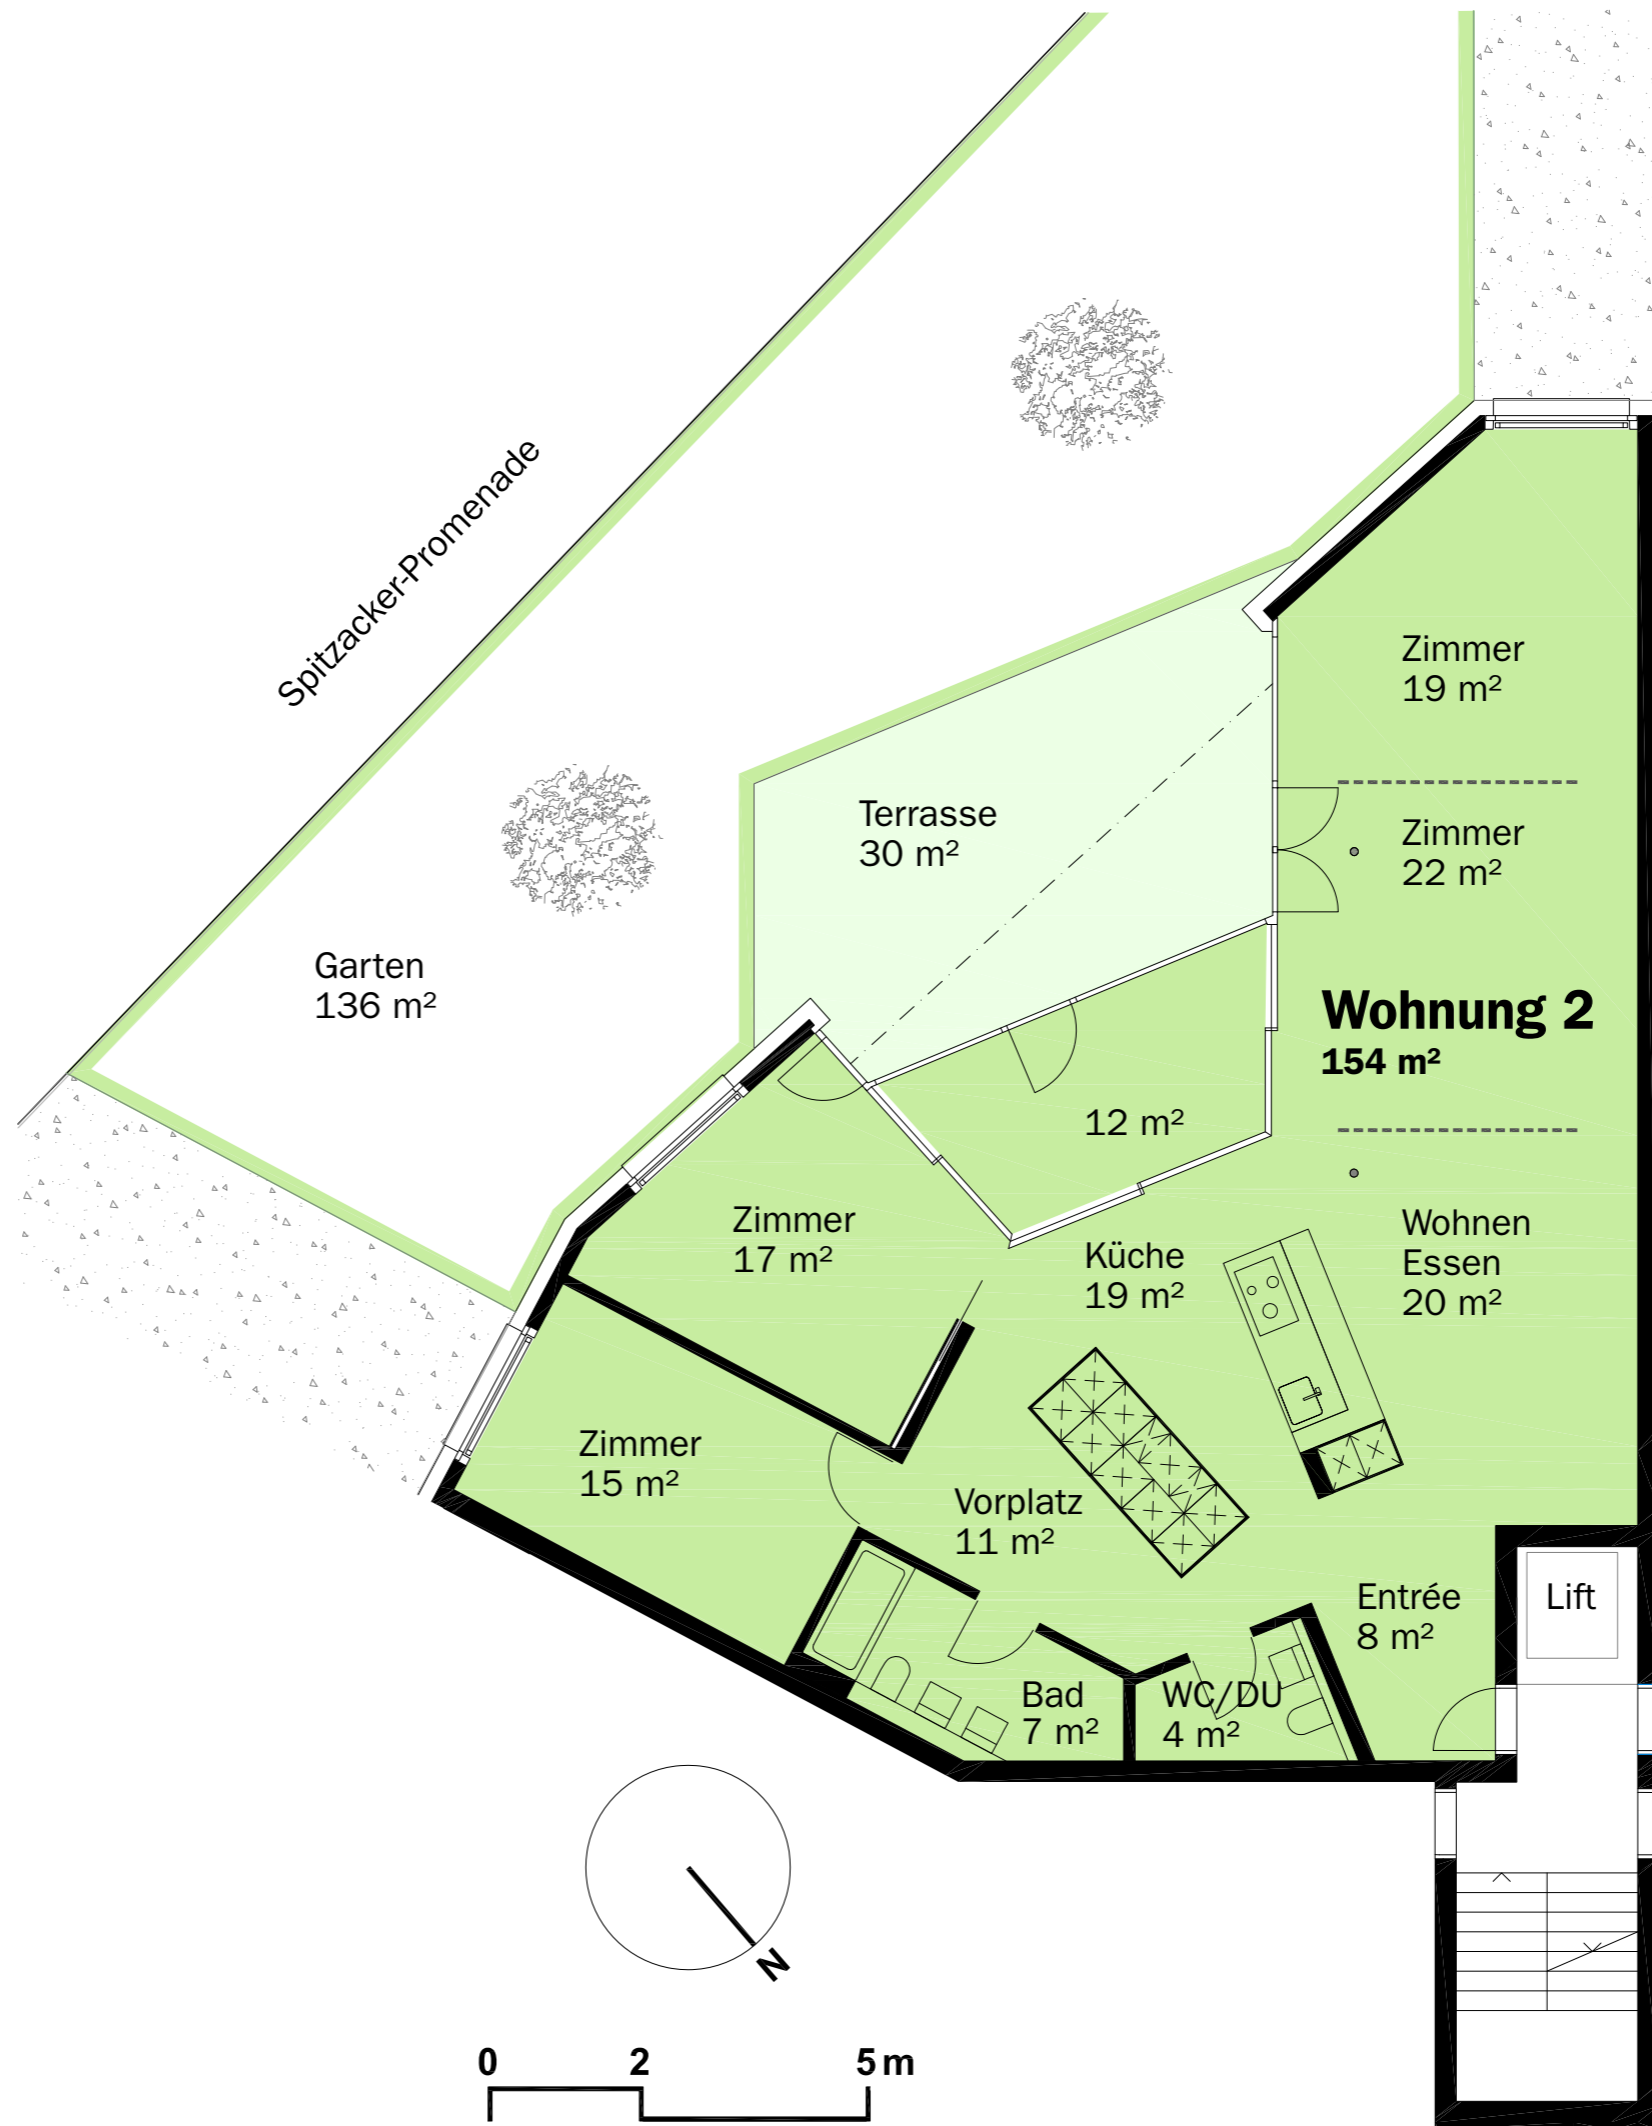 Spitzacker-Promenade
Zimmer
19 m²
Terrasse
30 m²
Zimmer
22 m²
Garten
136 m²
Wohnung 2
154 m²
12 m²
Zimmer
17 m²
Küche
19 m²
Wohnen
Essen
20 m²
Zimmer
15 m²
Vorplatz
11 m²
Entrée
8 m²
Lift
Bad
7 m²
WC/DU
4 m²
N
0 2 5 m